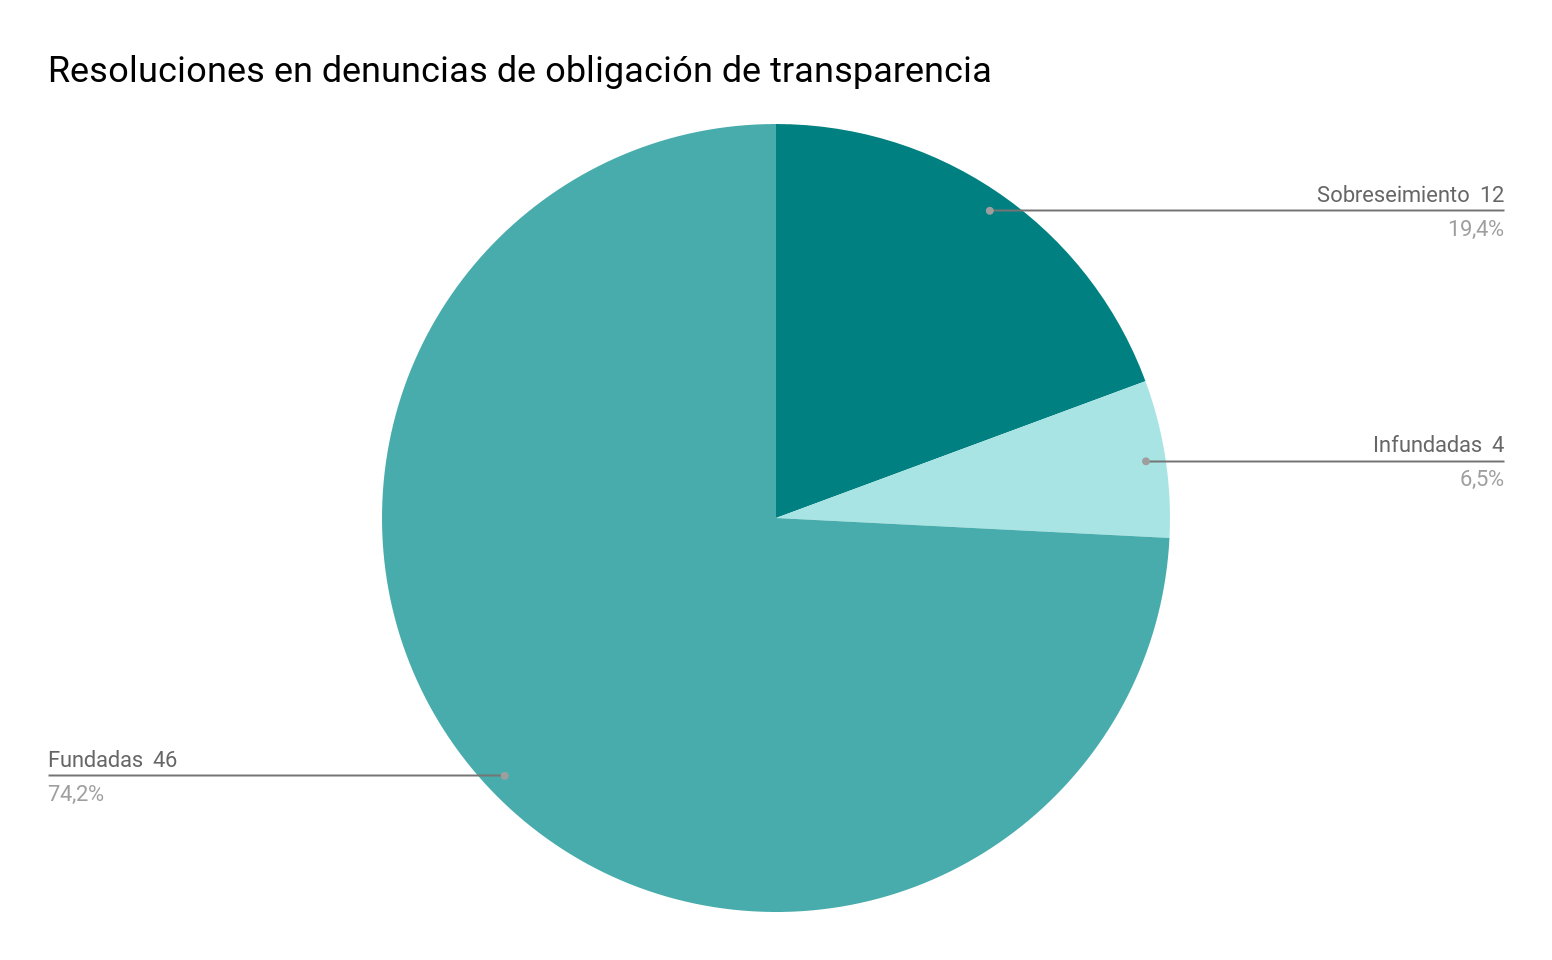 Resoluciones en denuncias de obligación de transparencia
Sobreseimiento 12
19,4%
Infundadas 4
6,5%
Fundadas 46
74,2%